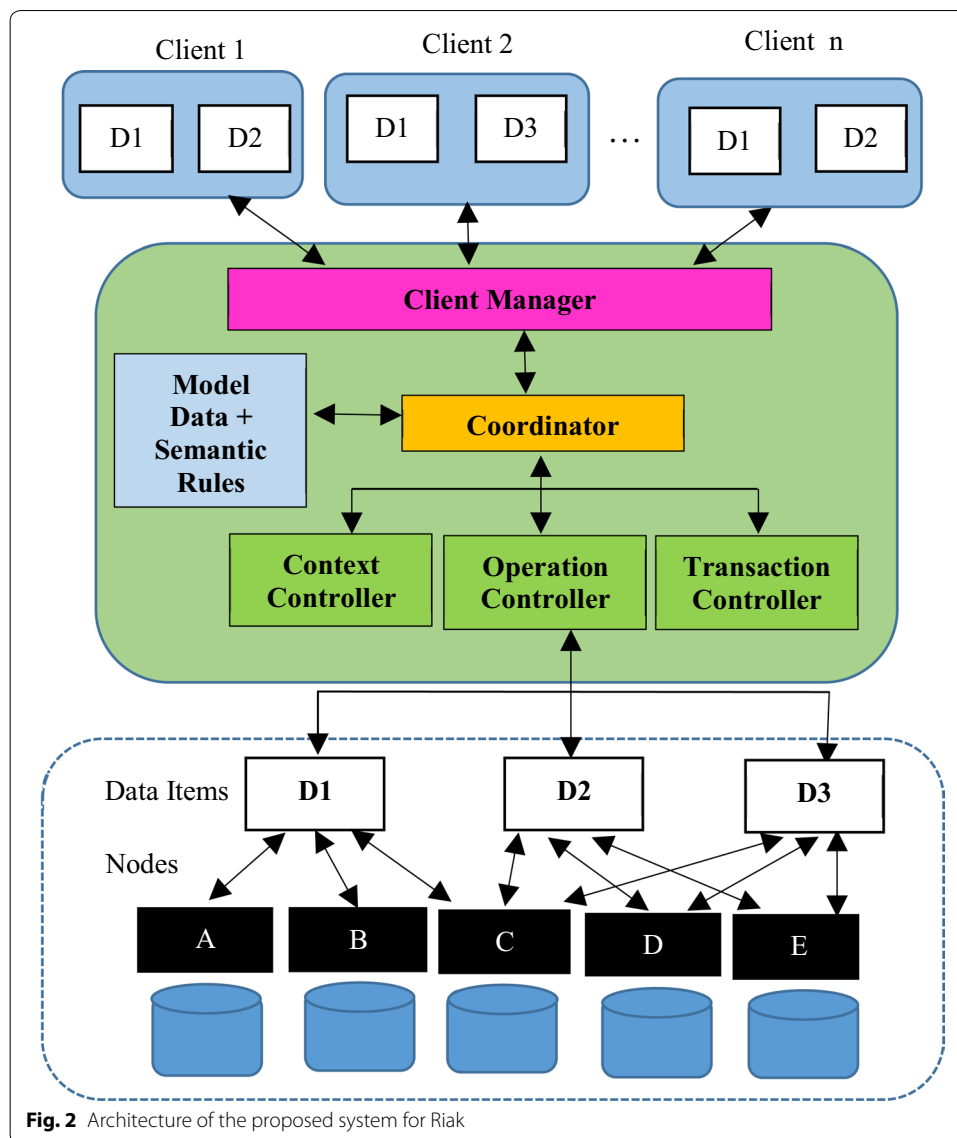 Client 1
Client 2
Client n
D1
D2
D1
D3
...
D1
D2
Client Manager
Model
Data +
Semantic
Rules
Coordinator
Context
Controller
Operation
Controller
Transaction
Controller
Data Items
D1
D2
D3
Nodes
A
B
C
D
E
Fig. 2 Architecture of the proposed system for Riak